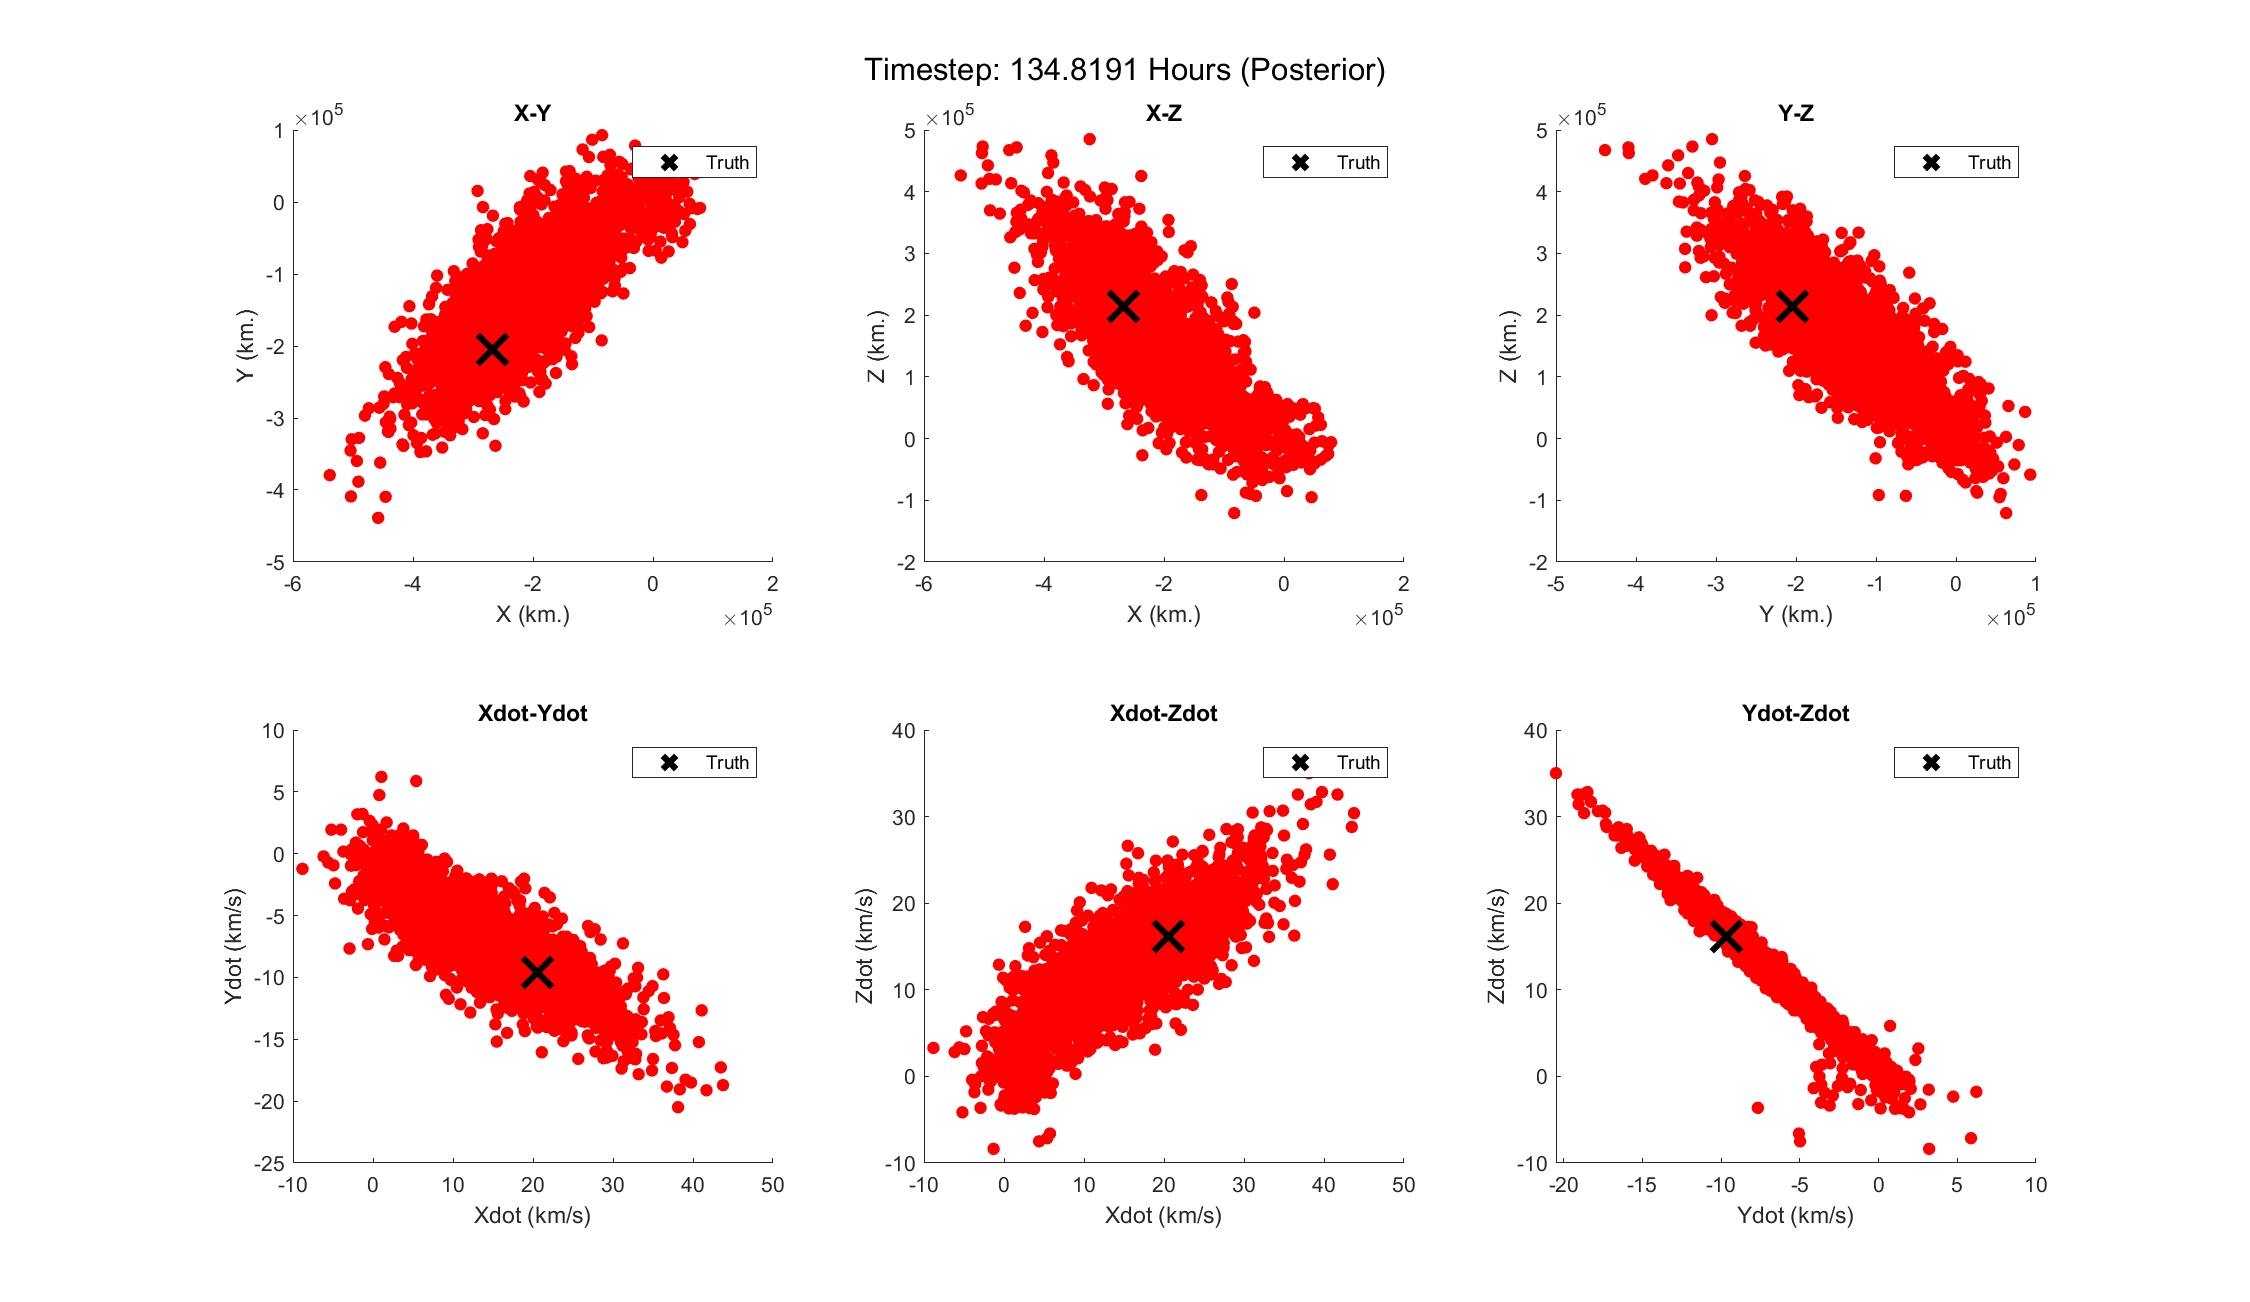 Timestep: 134.8191 Hours (Posterior)
X-Y
×10^5
1
0
-1
-2
-3
-4
-5
Y (km.)
-6 -4 -2 0 2
X (km.)
×10^5
Truth
X-Z
×10^5
5
4
3
2
1
0
-1
-2
Z (km.)
-6 -4 -2 0 2
X (km.)
×10^5
Truth
Y-Z
×10^5
5
4
3
2
1
0
-1
-2
Z (km.)
-5 -4 -3 -2 -1 0 1
Y (km.)
×10^5
Truth
Xdot-Ydot
10
5
0
-5
-10
-15
-20
-25
Ydot (km/s)
-10 0 10 20 30 40 50
Xdot (km/s)
Truth
Xdot-Zdot
40
30
20
10
0
-10
Zdot (km/s)
-10 0 10 20 30 40 50
Xdot (km/s)
Truth
Ydot-Zdot
40
30
20
10
0
-10
Zdot (km/s)
-20 -15 -10 -5 0 5 10
Ydot (km/s)
Truth